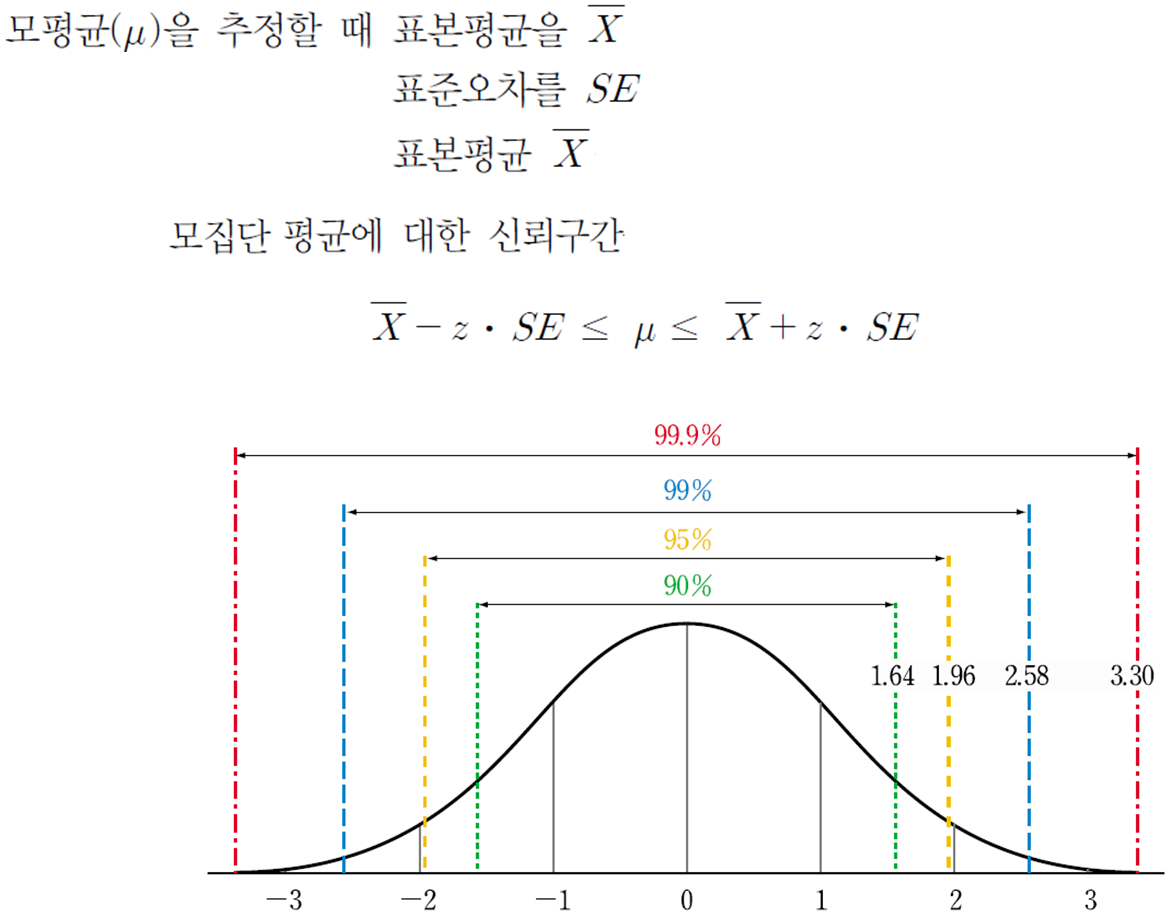 모평균(μ)을 추정할 때 표본평균을 X̅
표준오차를 SE
표본평균 X̅
모집단 평균에 대한 신뢰구간
X̅ − z · SE ≤ μ ≤ X̅ + z · SE
99.9%
99%
95%
90%
1.64 1.96 2.58 3.30
−3 −2 −1 0 1 2 3